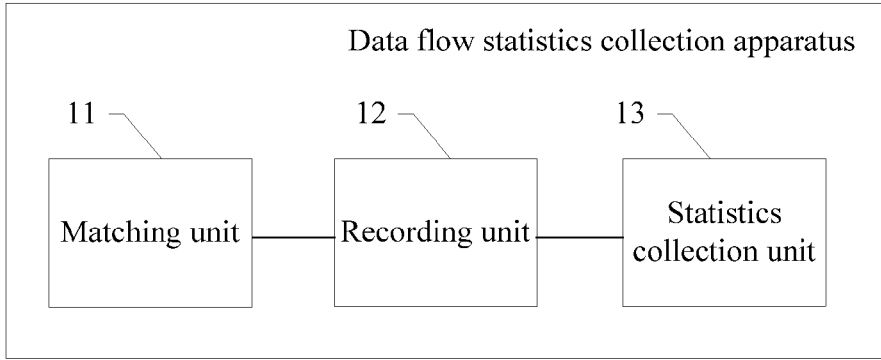 Data flow statistics collection apparatus
11
12
13
Matching unit
Recording unit
Statistics
collection unit